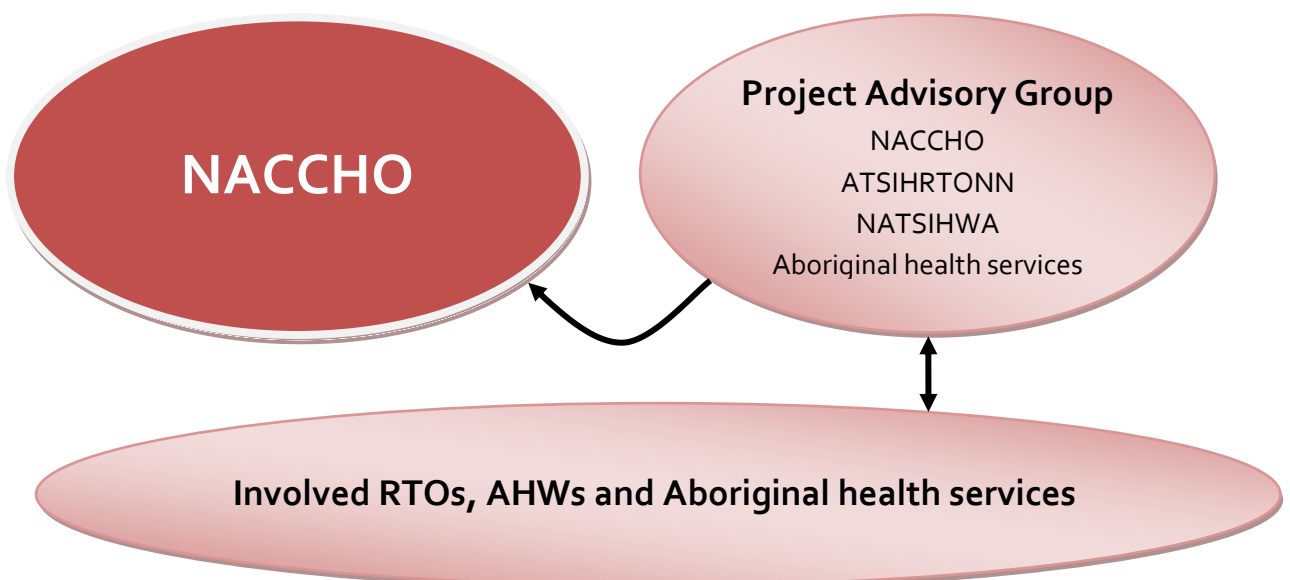 NACCHO
Project Advisory Group
NACCHO
ATSIHRTONN
NATSIHWA
Aboriginal health services
Involved RTOs, AHWs and Aboriginal health services